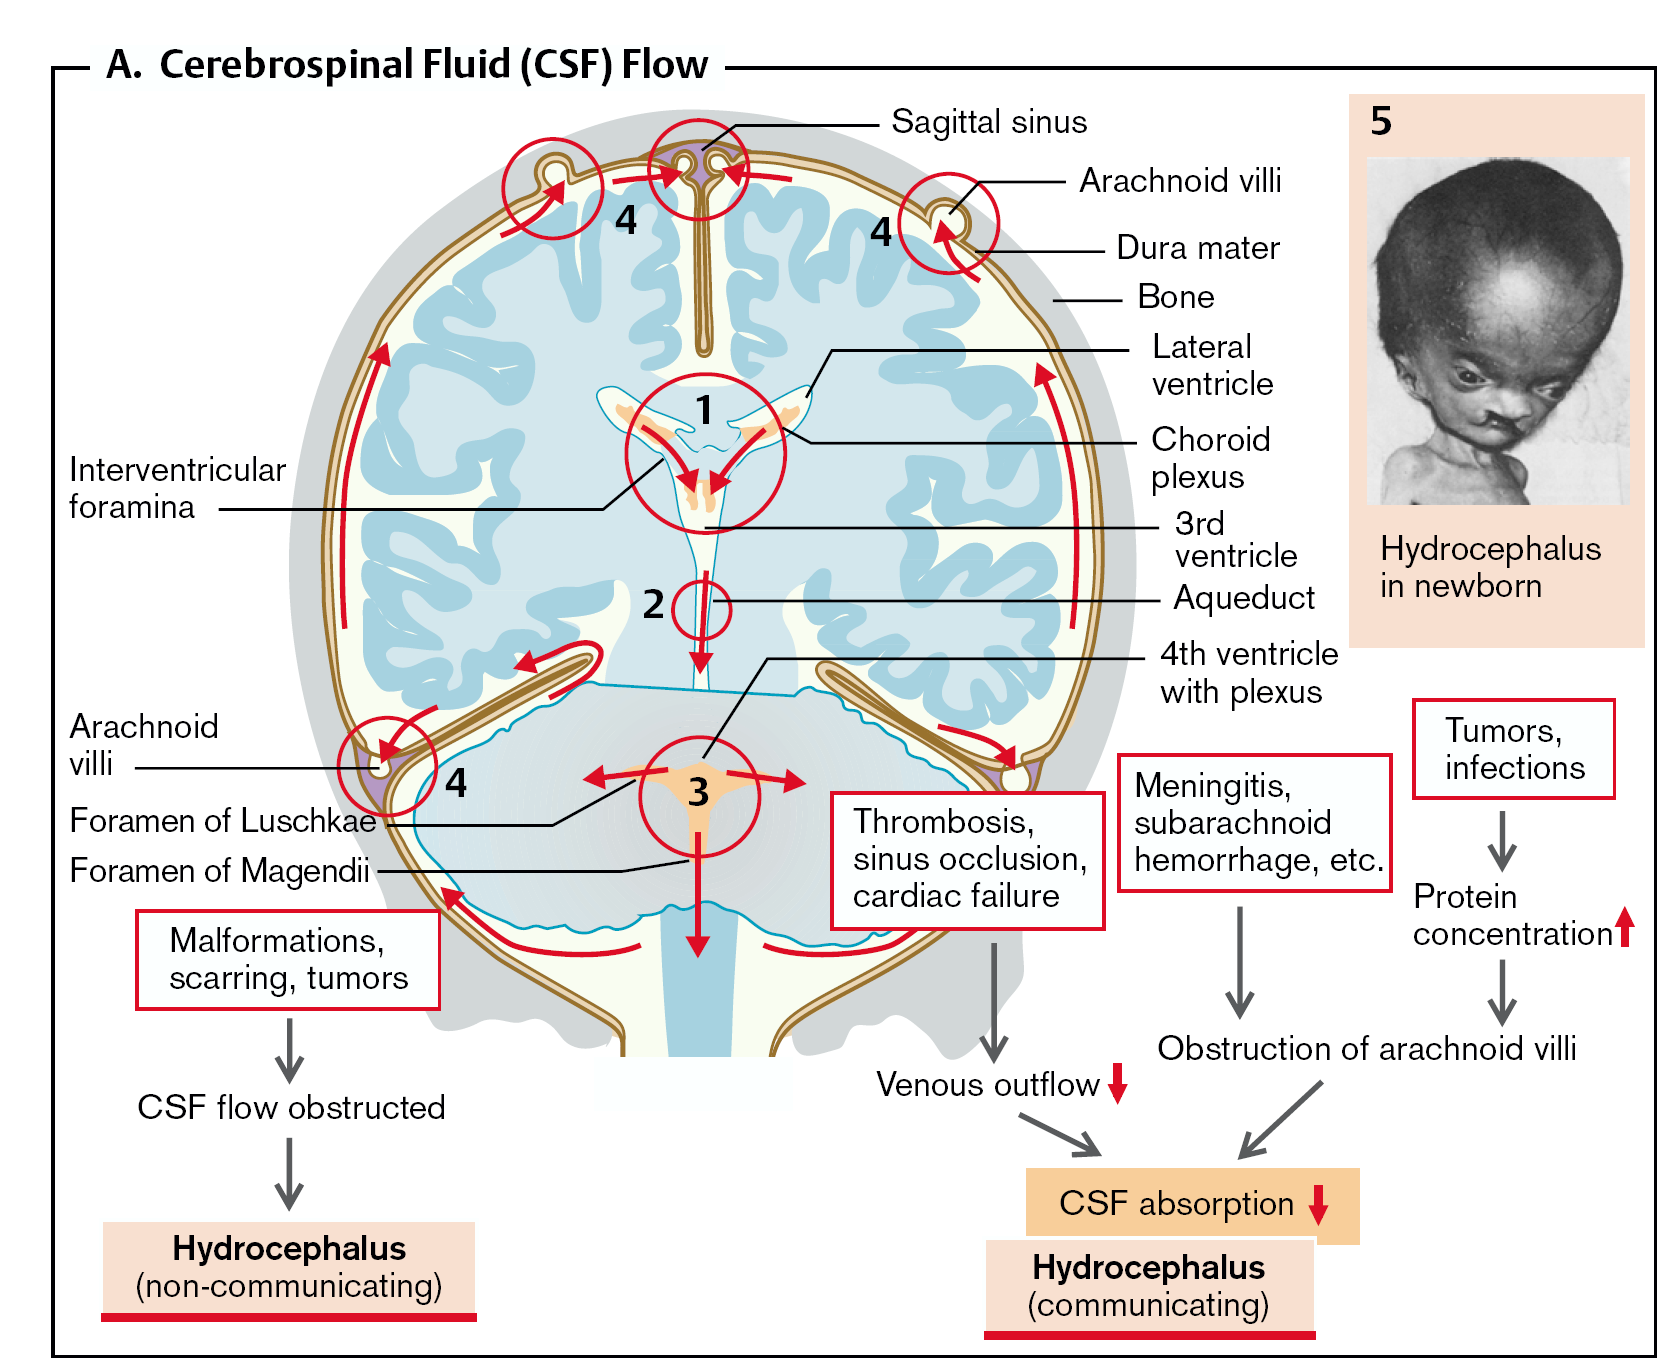 A. Cerebrospinal Fluid (CSF) Flow
Sagittal sinus
Arachnoid villi
Dura mater
Bone
Lateral
ventricle
Choroid
plexus
3rd
ventricle
Aqueduct
4th ventricle
with plexus
Interventricular
foramina
Arachnoid
villi
Foramen of Luschkae
Foramen of Magendii
4
4
1
2
3
4
5
Hydrocephalus
in newborn
Malformations,
scarring, tumors
CSF flow obstructed
Hydrocephalus
(non-communicating)
Thrombosis,
sinus occlusion,
cardiac failure
Venous outflow
Meningitis,
subarachnoid
hemorrhage, etc.
Tumors,
infections
Protein
concentration
Obstruction of arachnoid villi
CSF absorption
Hydrocephalus
(communicating)